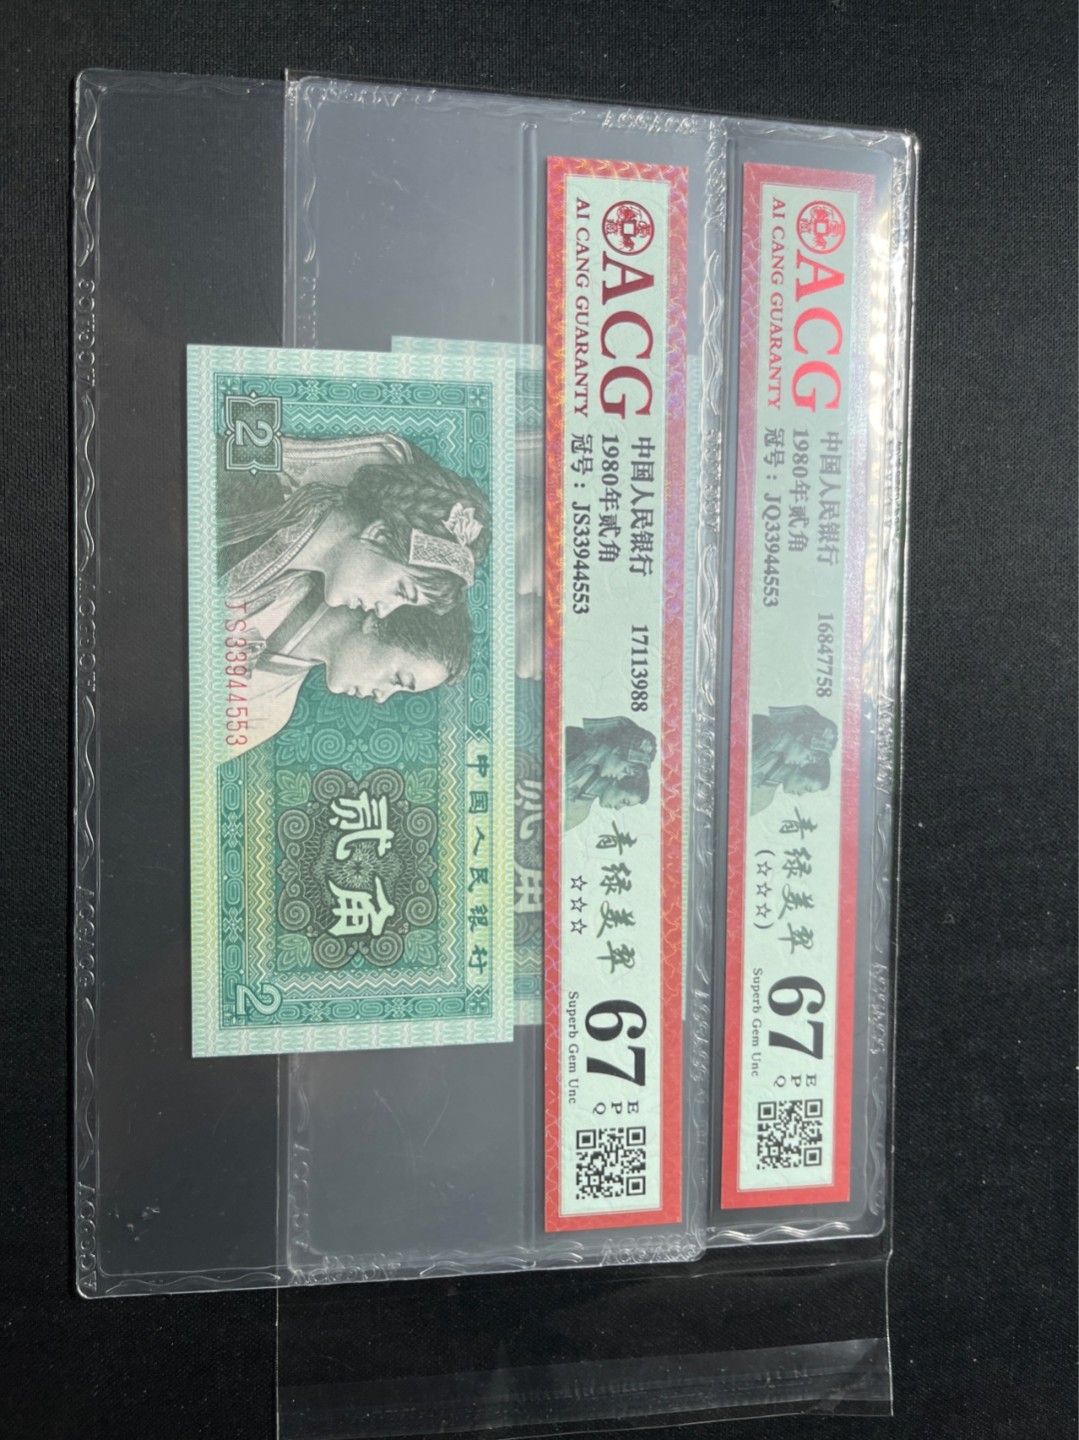 ACG
AI CANG GUARANTY
中国人民银行
1980年贰角
冠号：JQ33944553
16847758
青绿美翠
(☆☆☆)
67
EPQ
Superb Gem Unc
ACG
AI CANG GUARANTY
中国人民银行
1980年贰角
冠号：JS33944553
17113988
青绿美翠
☆☆☆
67
EPQ
Superb Gem Unc
中国人民银行
贰角
2
JS33944553
2
贰角